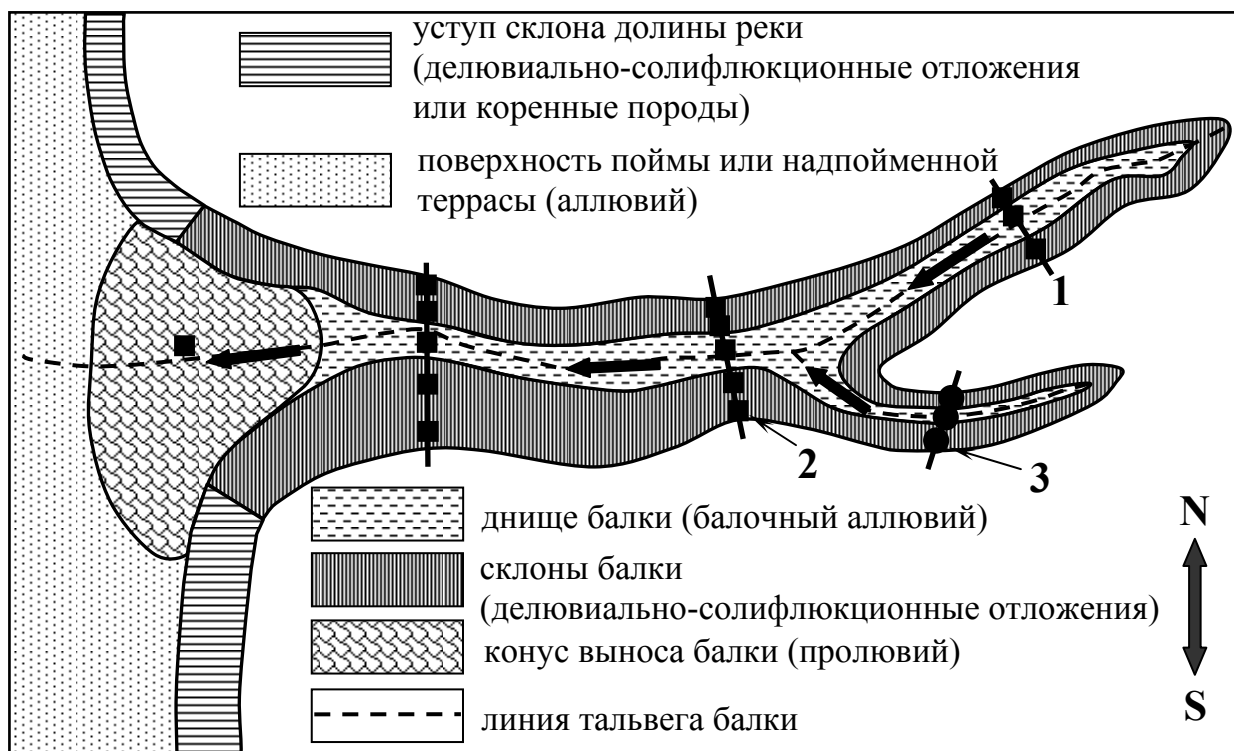 уступ склона долины реки
(делювиально-солифлюкционные отложения
или коренные породы)
поверхность поймы или надпойменной
террасы (аллювий)
1
2
3
днище балки (балочный аллювий)
склоны балки
(делювиально-солифлюкционные отложения)
конус выноса балки (пролювий)
линия тальвега балки
N
S